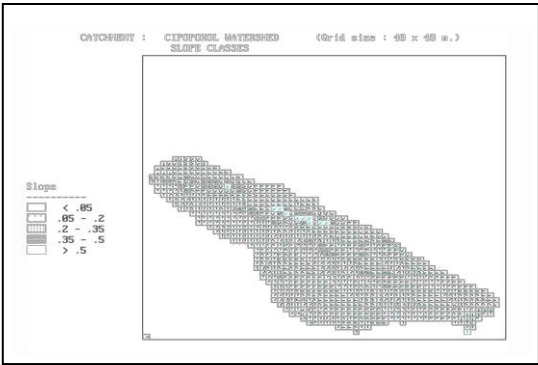 CATCHMENT : CIPOPOKOL WATERSHED (Grid size : 40 x 40 m.)
SLOPE CLASSES
Slope
----------
< .05
.05 - .2
.2 - .35
.35 - .5
> .5